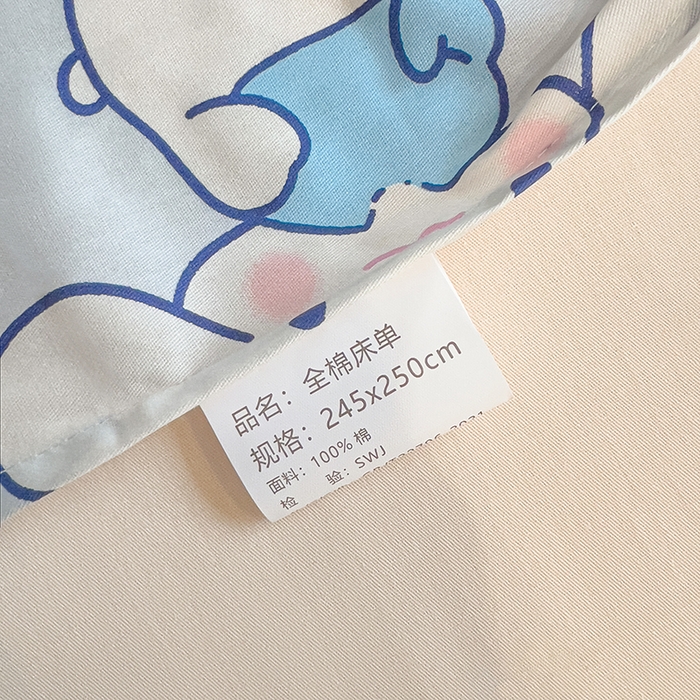 品名：全棉床单
规格：245x250cm
面料：100% 棉
检 验：SWJ